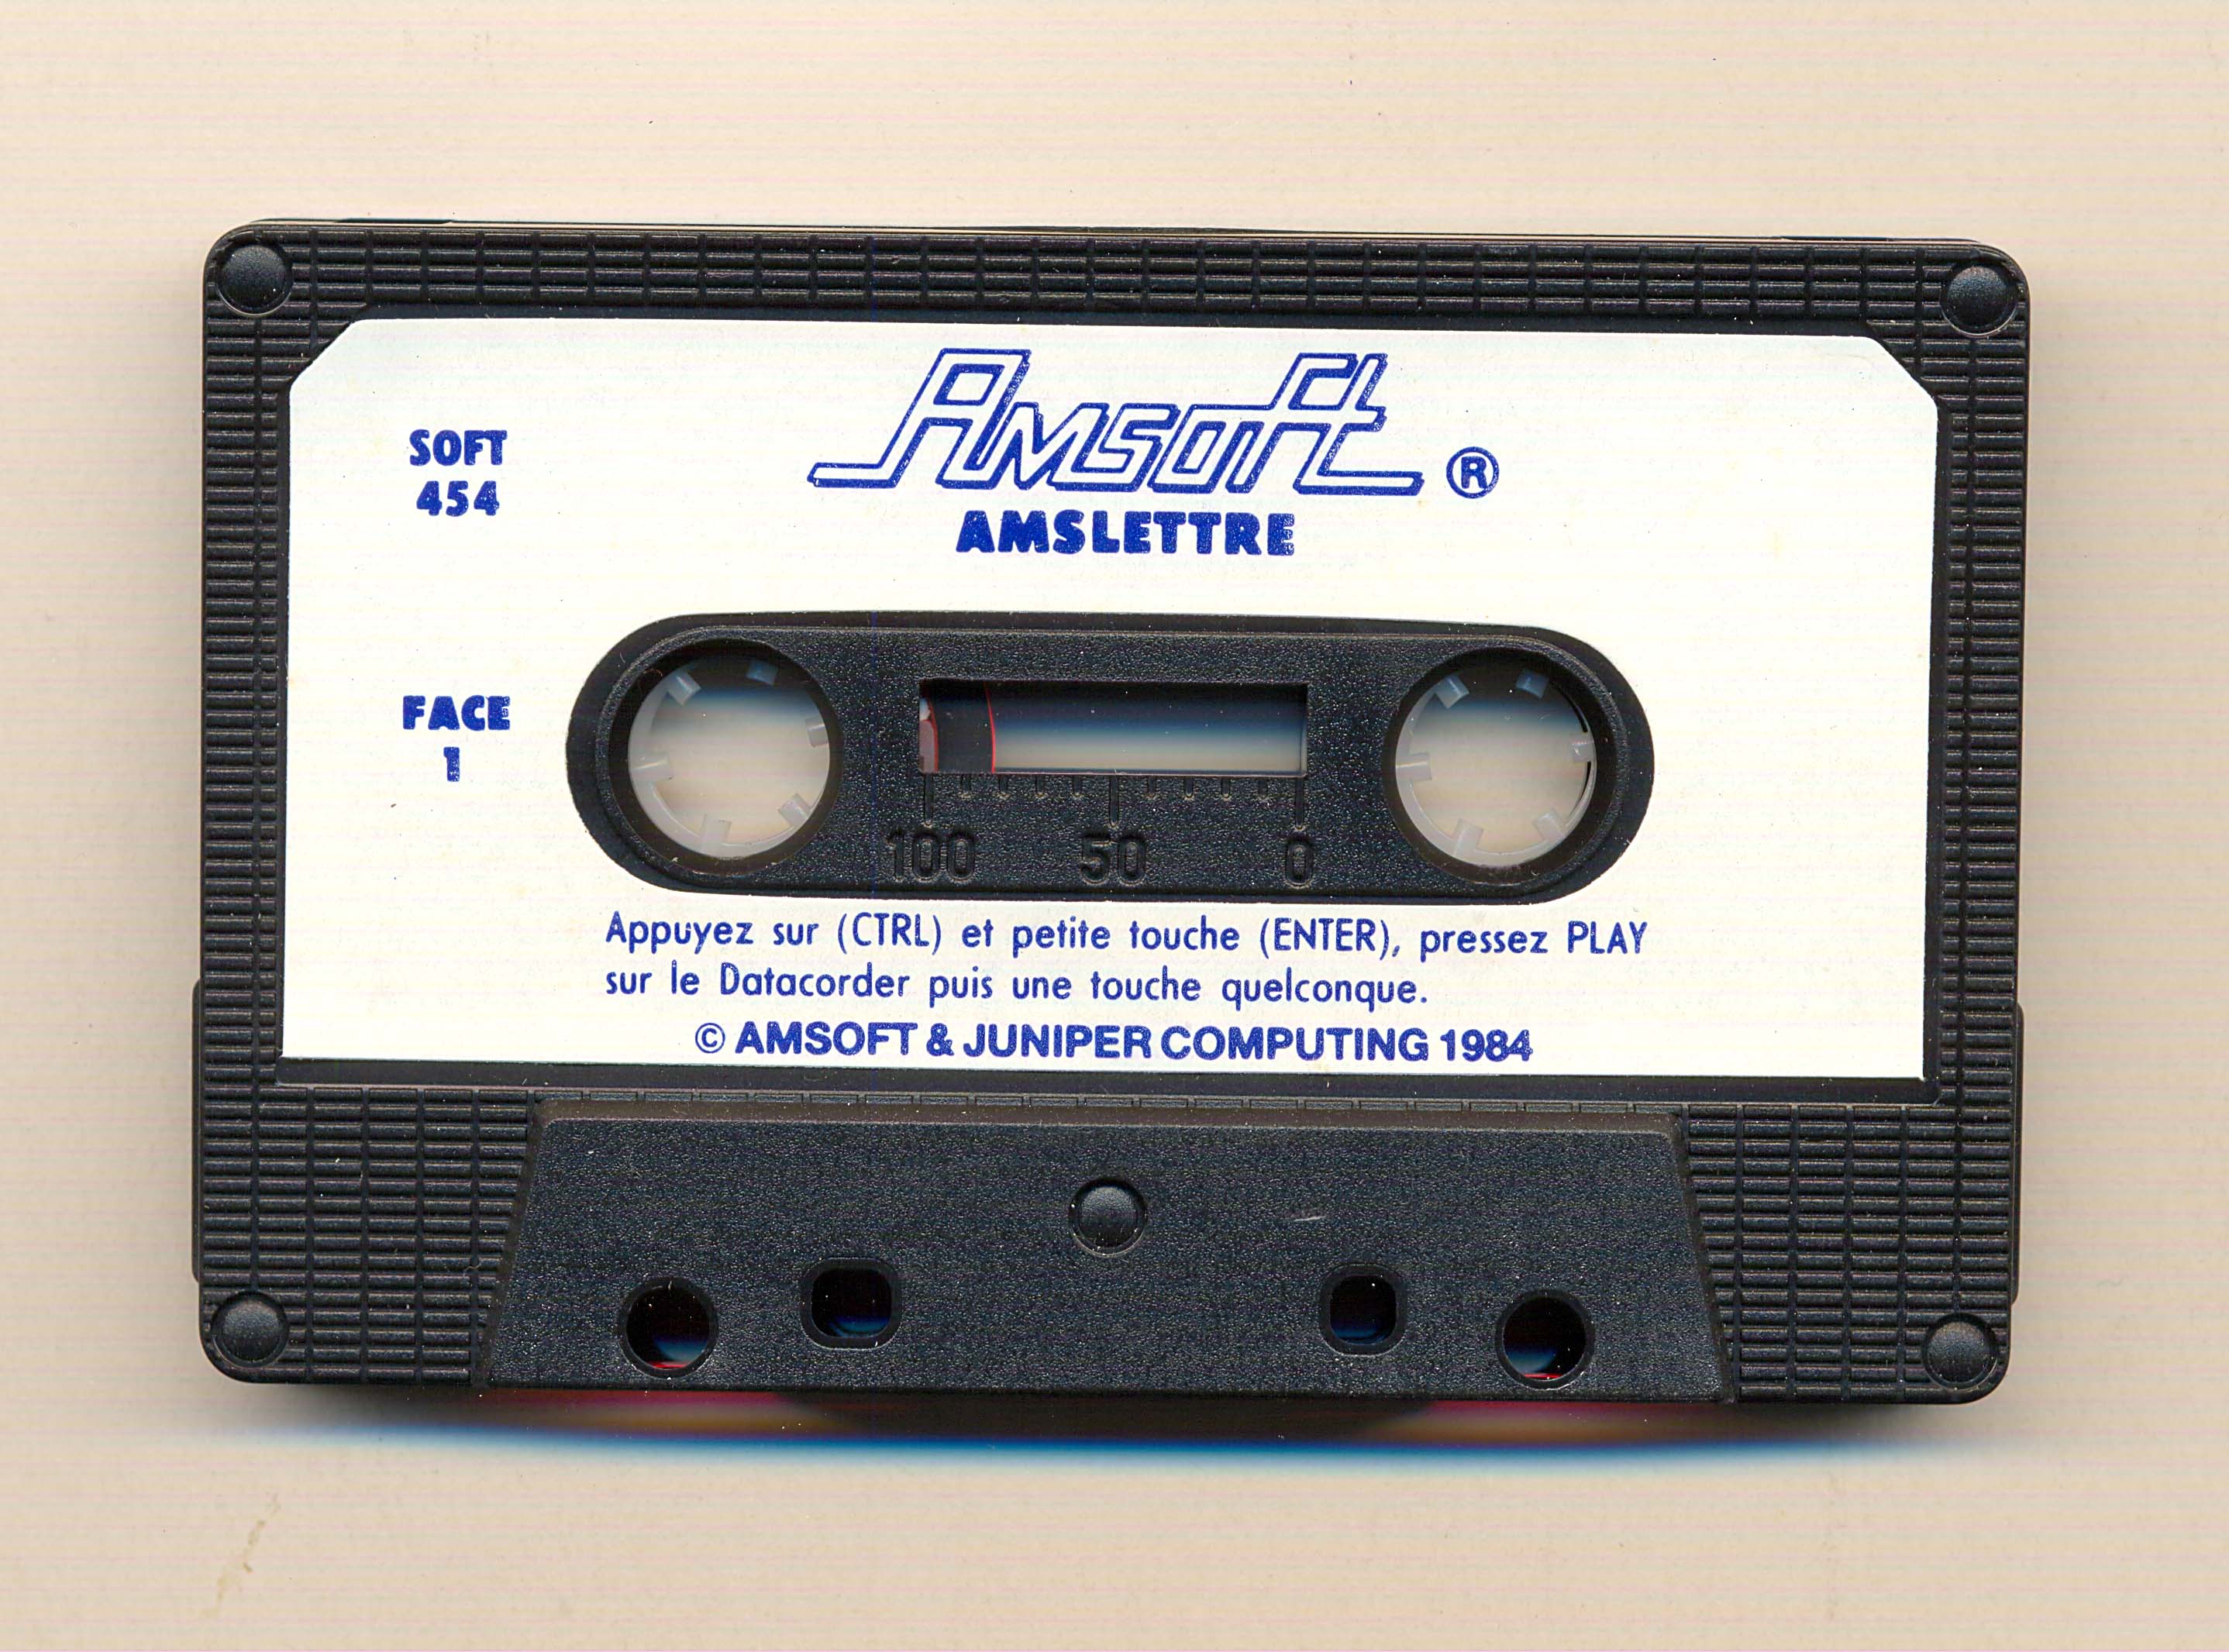 Amsoft ®
SOFT
454
AMSLETTRE
FACE
1
100 50 0
Appuyez sur (CTRL) et petite touche (ENTER), pressez PLAY
sur le Datacorder puis une touche quelconque.
© AMSOFT & JUNIPER COMPUTING 1984